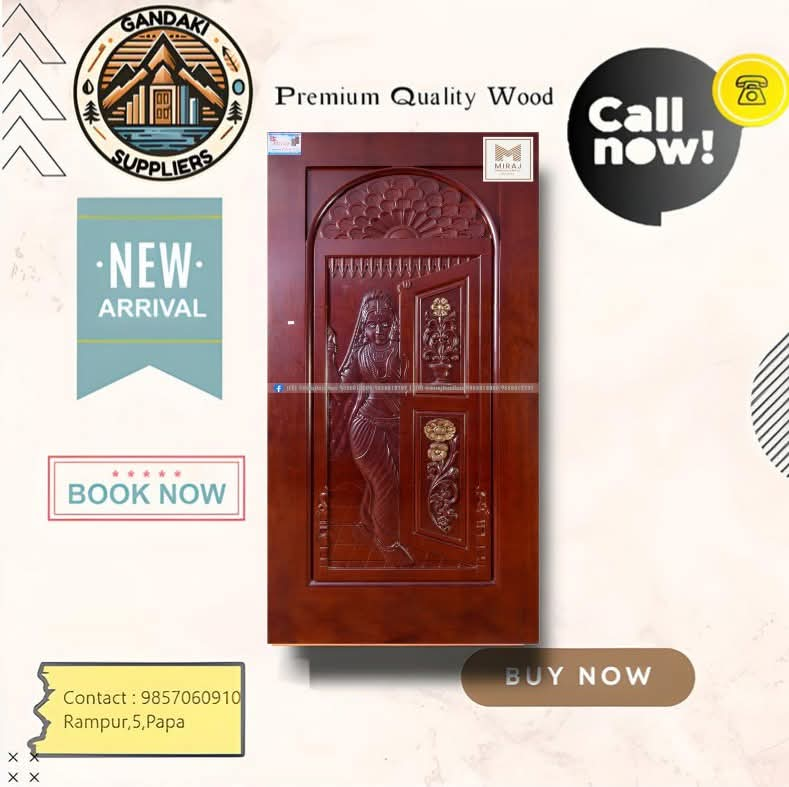 GANDAKI
SUPPLIERS
Premium Quality Wood
Call
now!
MIRAJ
·NEW·
ARRIVAL
BOOK NOW
Contact : 9857060910
Rampur,5,Papa
BUY NOW